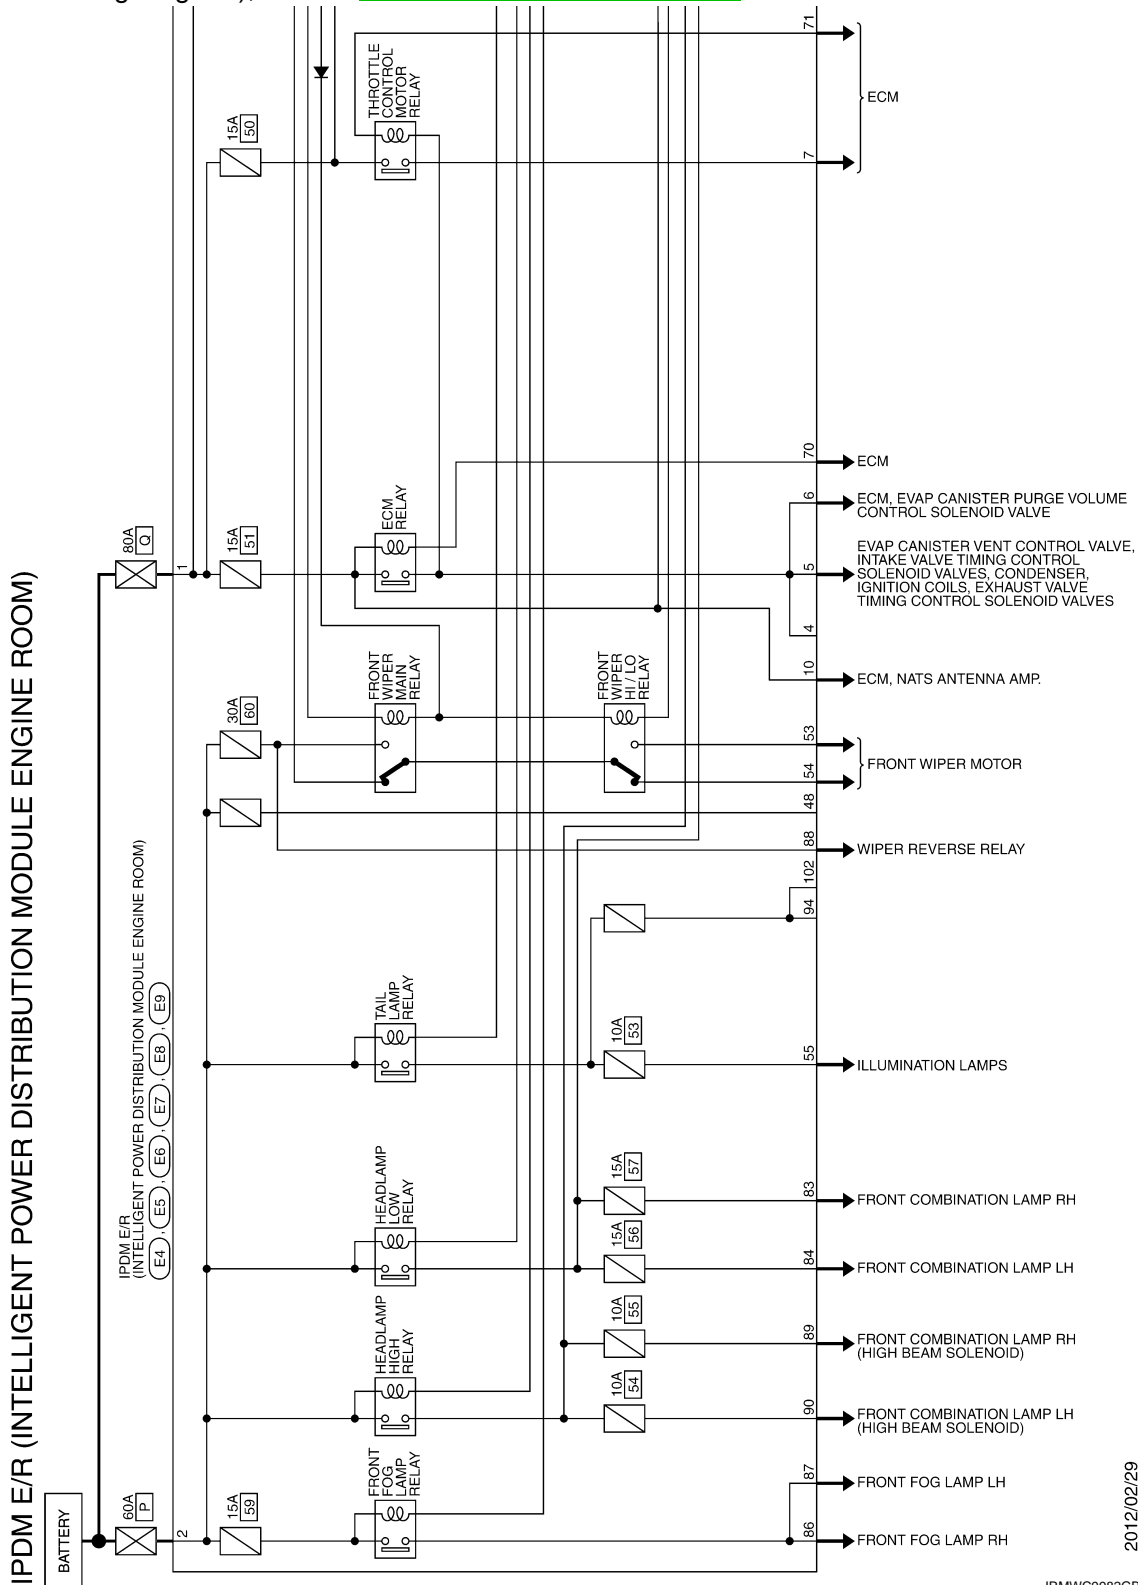 IPDM E/R (INTELLIGENT POWER DISTRIBUTION MODULE ENGINE ROOM)
71
THROTTLE
CONTROL
MOTOR
RELAY
ECM
15A
50
7
70
ECM
ECM
RELAY
6
ECM, EVAP CANISTER PURGE VOLUME
CONTROL SOLENOID VALVE
80A
Q
1
15A
51
5
EVAP CANISTER VENT CONTROL VALVE,
INTAKE VALVE TIMING CONTROL
SOLENOID VALVES, CONDENSER,
IGNITION COILS, EXHAUST VALVE
TIMING CONTROL SOLENOID VALVES
4
10
ECM, NATS ANTENNA AMP.
FRONT
WIPER
MAIN
RELAY
FRONT
WIPER
HI / LO
RELAY
30A
60
53
54
FRONT WIPER MOTOR
48
88
WIPER REVERSE RELAY
102
94
IPDM E/R
(INTELLIGENT POWER DISTRIBUTION MODULE ENGINE ROOM)
E4 , E5 , E6 , E7 , E8 , E9
TAIL
LAMP
RELAY
10A
53
55
ILLUMINATION LAMPS
15A
57
83
FRONT COMBINATION LAMP RH
HEADLAMP
LOW
RELAY
15A
56
84
FRONT COMBINATION LAMP LH
10A
55
89
FRONT COMBINATION LAMP RH
(HIGH BEAM SOLENOID)
HEADLAMP
HIGH
RELAY
10A
54
90
FRONT COMBINATION LAMP LH
(HIGH BEAM SOLENOID)
87
FRONT FOG LAMP LH
FRONT
FOG
LAMP
RELAY
BATTERY
60A
P
2
15A
59
86
FRONT FOG LAMP RH
2012/02/29